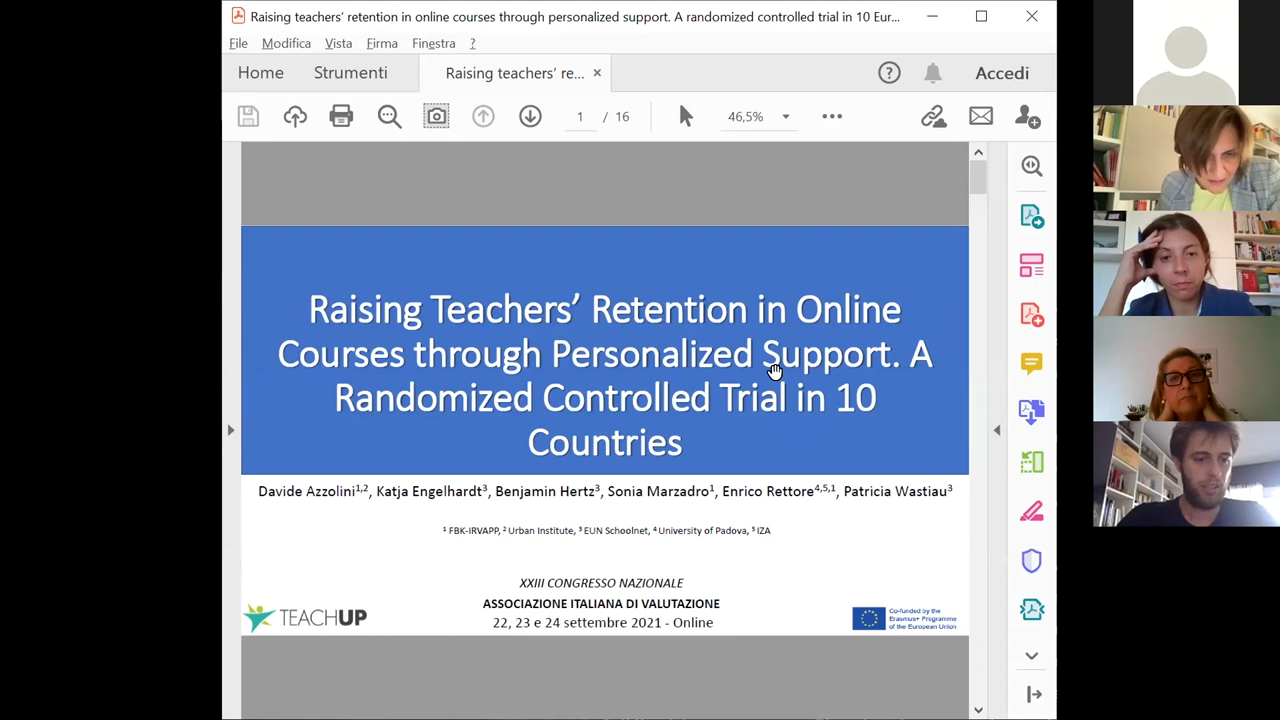 Raising teachers' retention in online courses through personalized support. A randomized controlled trial in 10 Eur...
File Modifica Vista Firma Finestra ?
Home Strumenti Raising teachers' re... × Accedi
1 / 16 46,5%
Raising Teachers’ Retention in Online
Courses through Personalized Support. A
Randomized Controlled Trial in 10
Countries
Davide Azzolini1,2, Katja Engelhardt3, Benjamin Hertz3, Sonia Marzadro1, Enrico Rettore4,5,1, Patricia Wastiau3
1 FBK-IRVAPP, 2 Urban Institute, 3 EUN Schoolnet, 4 University of Padova, 5 IZA
XXIII CONGRESSO NAZIONALE
ASSOCIAZIONE ITALIANA DI VALUTAZIONE
22, 23 e 24 settembre 2021 - Online
TEACHUP
Co-funded by the
Erasmus+ Programme
of the European Union